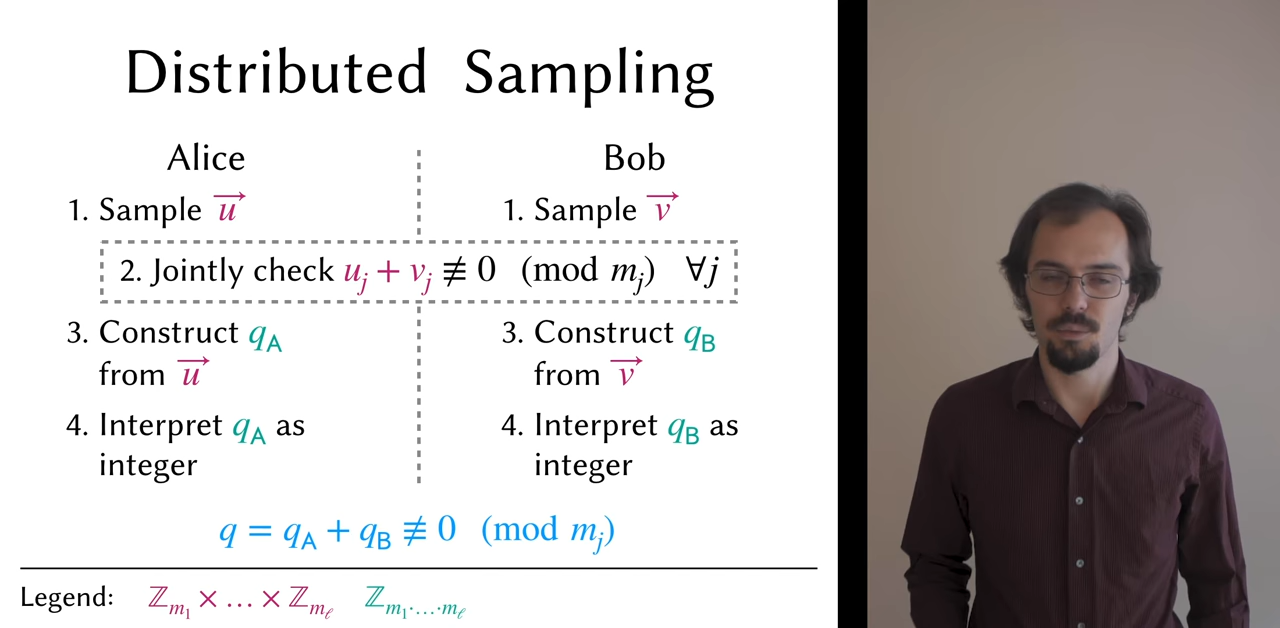 Distributed Sampling
Alice
Bob
1. Sample u⃗
1. Sample v⃗
2. Jointly check uⱼ + vⱼ ≢ 0 (mod mⱼ) ∀j
3. Construct q_A
from u⃗
3. Construct q_B
from v⃗
4. Interpret q_A as
integer
4. Interpret q_B as
integer
q = q_A + q_B ≢ 0 (mod mⱼ)
Legend: ℤ_{m₁} × … × ℤ_{m_ℓ} ℤ_{m₁·…·m_ℓ}